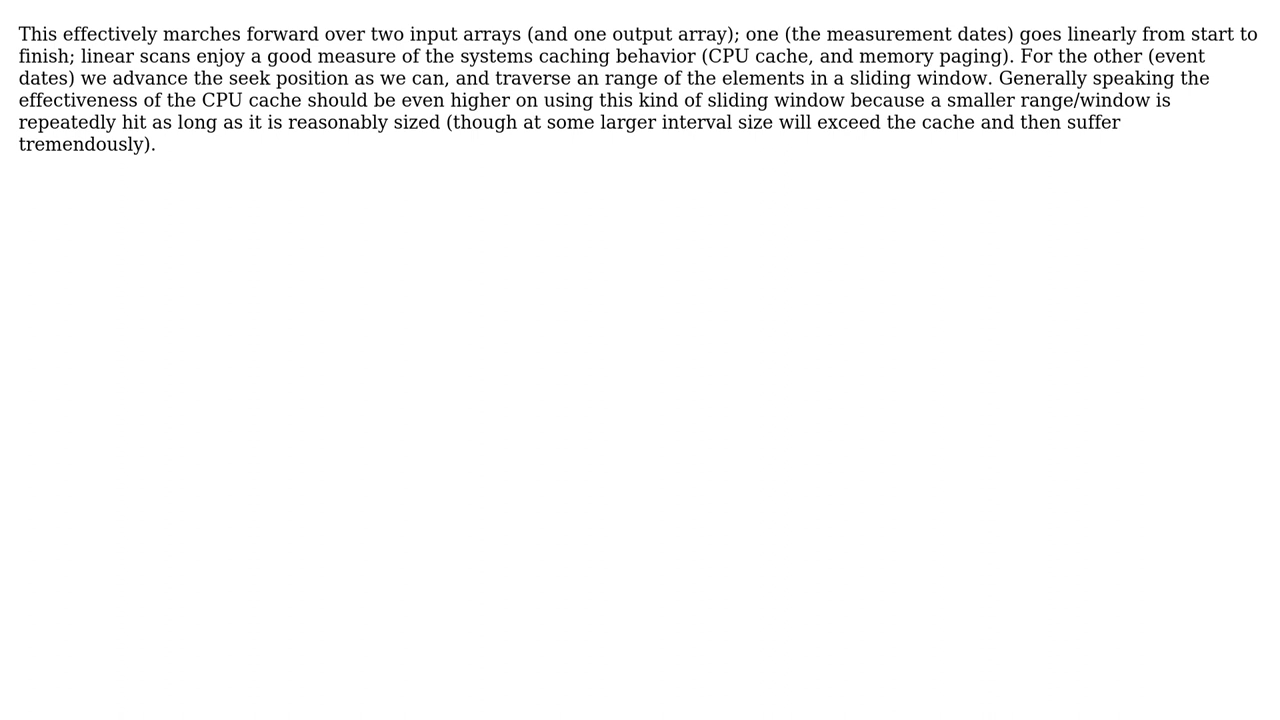 This effectively marches forward over two input arrays (and one output array); one (the measurement dates) goes linearly from start to
finish; linear scans enjoy a good measure of the systems caching behavior (CPU cache, and memory paging). For the other (event
dates) we advance the seek position as we can, and traverse an range of the elements in a sliding window. Generally speaking the
effectiveness of the CPU cache should be even higher on using this kind of sliding window because a smaller range/window is
repeatedly hit as long as it is reasonably sized (though at some larger interval size will exceed the cache and then suffer
tremendously).